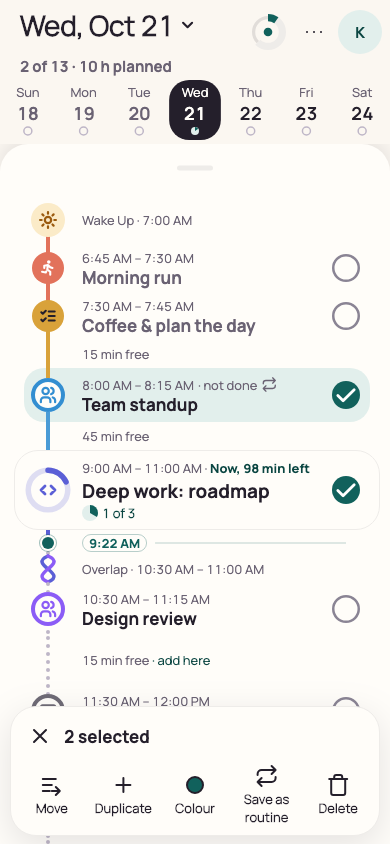 Wed, Oct 21
K
2 of 13 · 10 h planned
Sun Mon Tue Wed Thu Fri Sat
18 19 20 21 22 23 24
Wake Up · 7:00 AM
6:45 AM – 7:30 AM
Morning run
7:30 AM – 7:45 AM
Coffee & plan the day
15 min free
8:00 AM – 8:15 AM · not done
Team standup
45 min free
9:00 AM – 11:00 AM · Now, 98 min left
Deep work: roadmap
1 of 3
9:22 AM
Overlap · 10:30 AM – 11:00 AM
10:30 AM – 11:15 AM
Design review
15 min free · add here
11:30 AM – 12:00 PM
2 selected
Move
Duplicate
Colour
Save as
routine
Delete